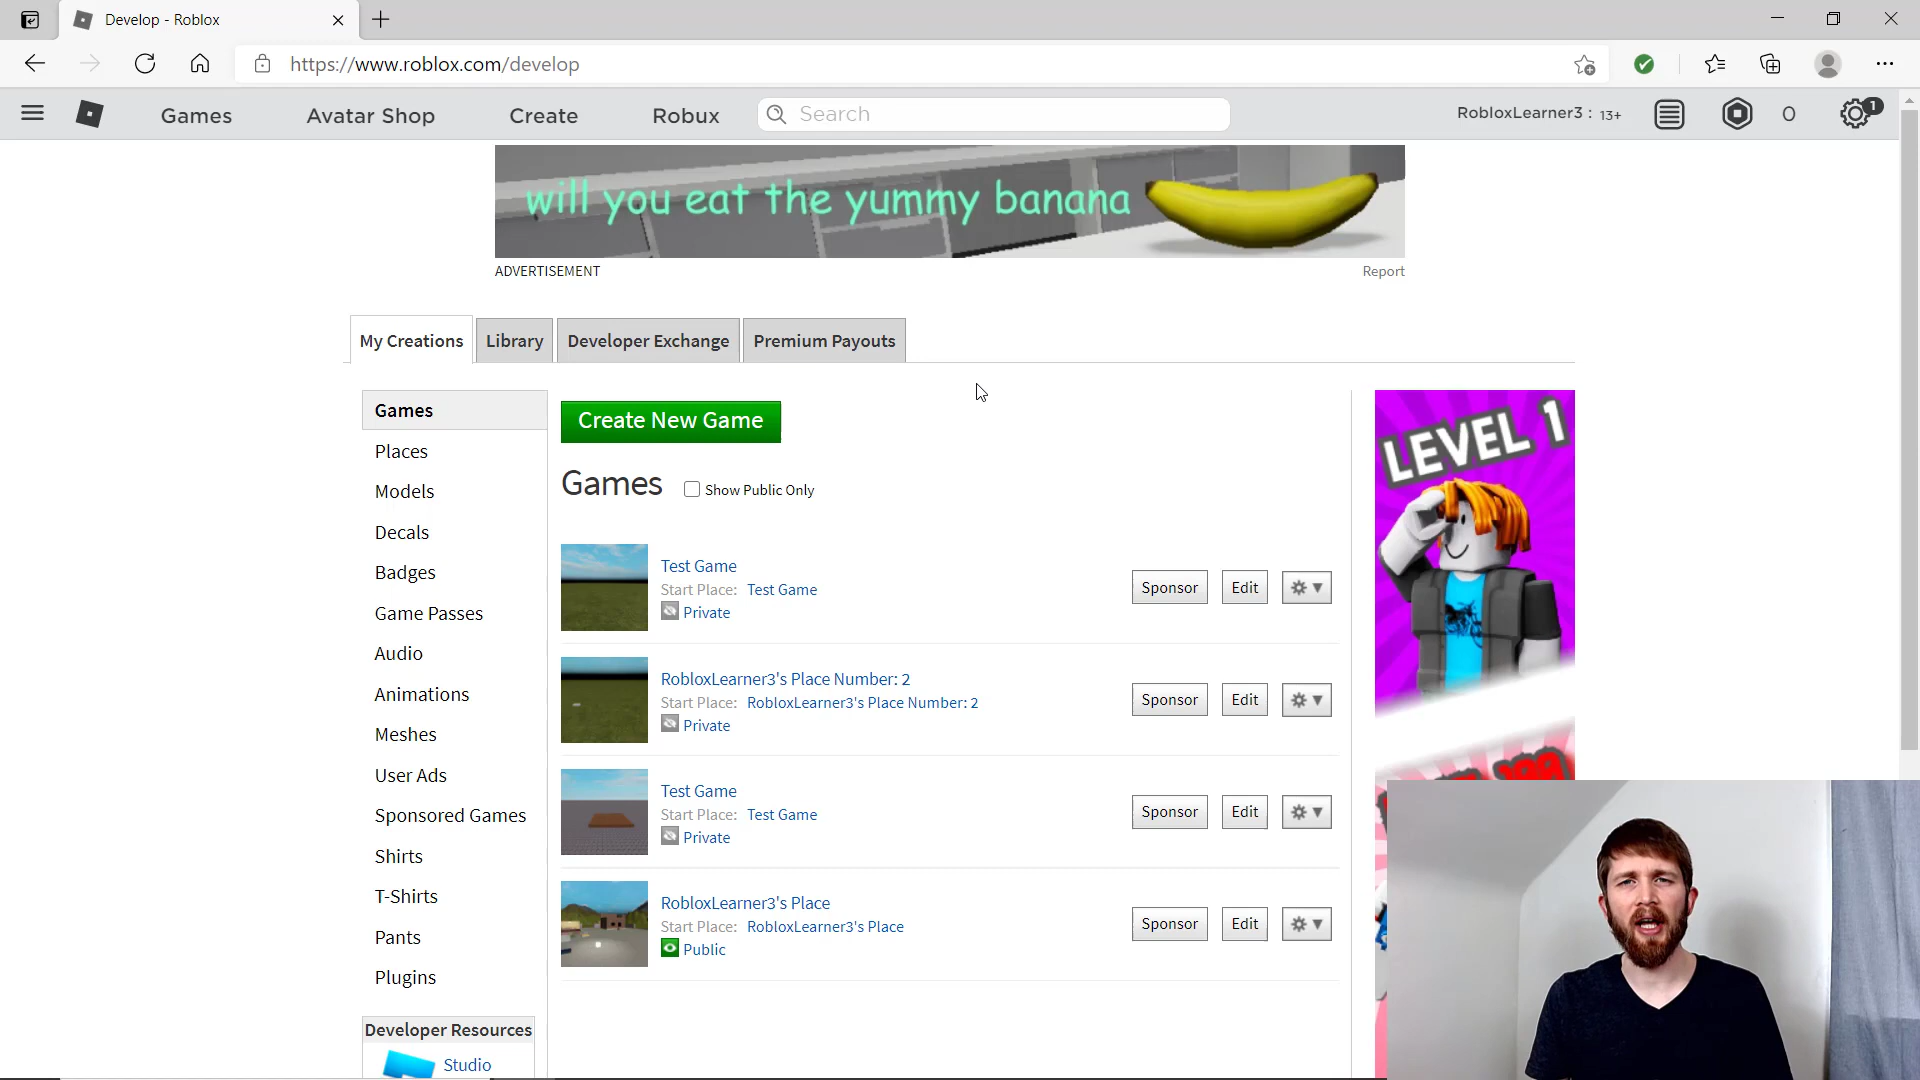 Develop - Roblox
https://www.roblox.com/develop
Games
Avatar Shop
Create
Robux
Search
RobloxLearner3 : 13+
0
1
will you eat the yummy banana
ADVERTISEMENT
Report
My Creations
Library
Developer Exchange
Premium Payouts
Games
Places
Models
Decals
Badges
Game Passes
Audio
Animations
Meshes
User Ads
Sponsored Games
Shirts
T-Shirts
Pants
Plugins
Developer Resources
Studio
Create New Game
Games
Show Public Only
Test Game
Start Place: Test Game
Private
Sponsor
Edit
RobloxLearner3's Place Number: 2
Start Place: RobloxLearner3's Place Number: 2
Private
Sponsor
Edit
Test Game
Start Place: Test Game
Private
Sponsor
Edit
RobloxLearner3's Place
Start Place: RobloxLearner3's Place
Public
Sponsor
Edit
LEVEL 1